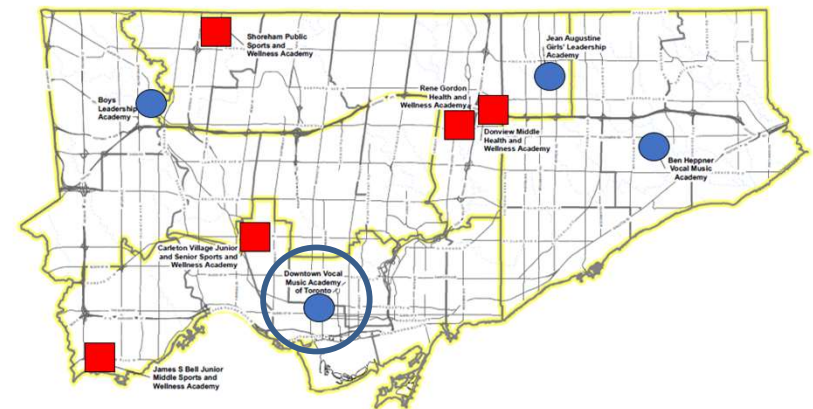 Shoreham Public
Sports and
Wellness Academy
Jean Augustine
Girls' Leadership
Academy
Boys
Leadership
Academy
Rene Gordon
Health and
Wellness Academy
Donview Middle
Health and
Wellness Academy
Ben Heppner
Vocal Music
Academy
Carleton Village Junior
and Senior Sports and
Wellness Academy
Downtown Vocal
Music Academy
of Toronto
James S Bell Junior
Middle Sports and
Wellness Academy